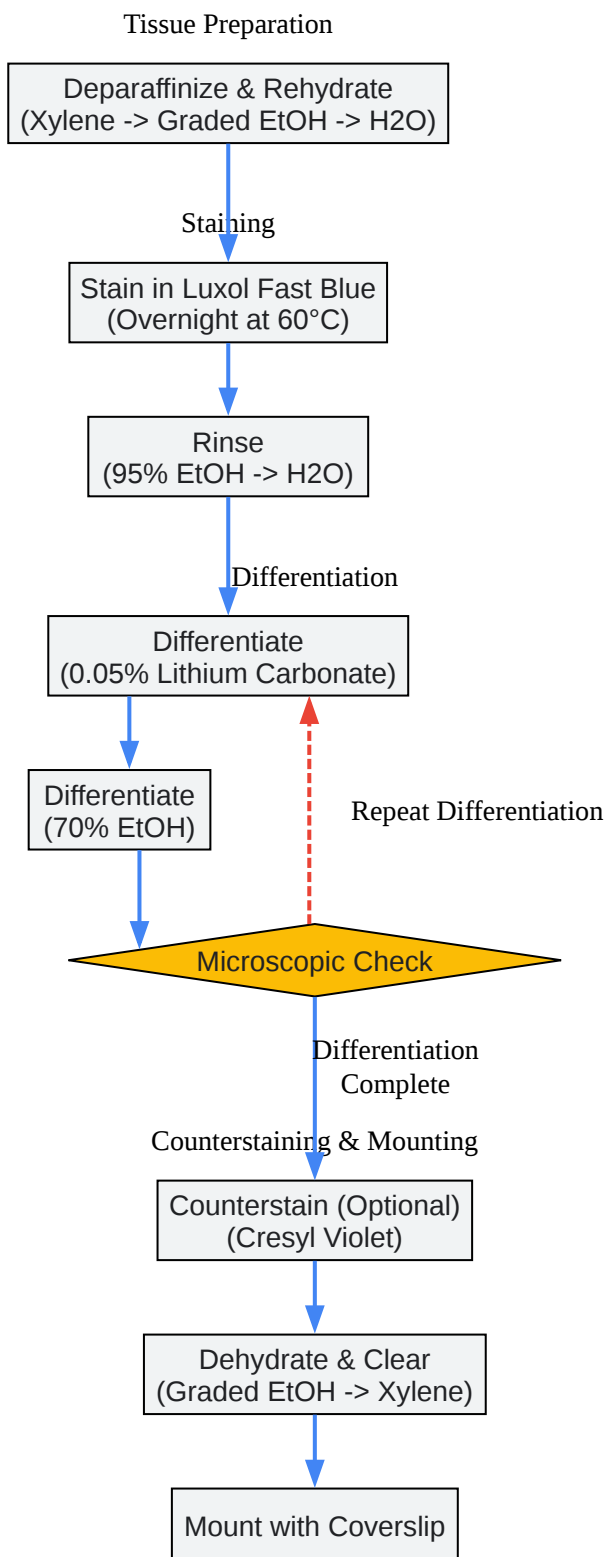 Tissue Preparation
Deparaffinize & Rehydrate
(Xylene -> Graded EtOH -> H2O)
Staining
Stain in Luxol Fast Blue
(Overnight at 60°C)
Rinse
(95% EtOH -> H2O)
Differentiation
Differentiate
(0.05% Lithium Carbonate)
Differentiate
(70% EtOH)
Repeat Differentiation
Microscopic Check
Differentiation
Complete
Counterstaining & Mounting
Counterstain (Optional)
(Cresyl Violet)
Dehydrate & Clear
(Graded EtOH -> Xylene)
Mount with Coverslip